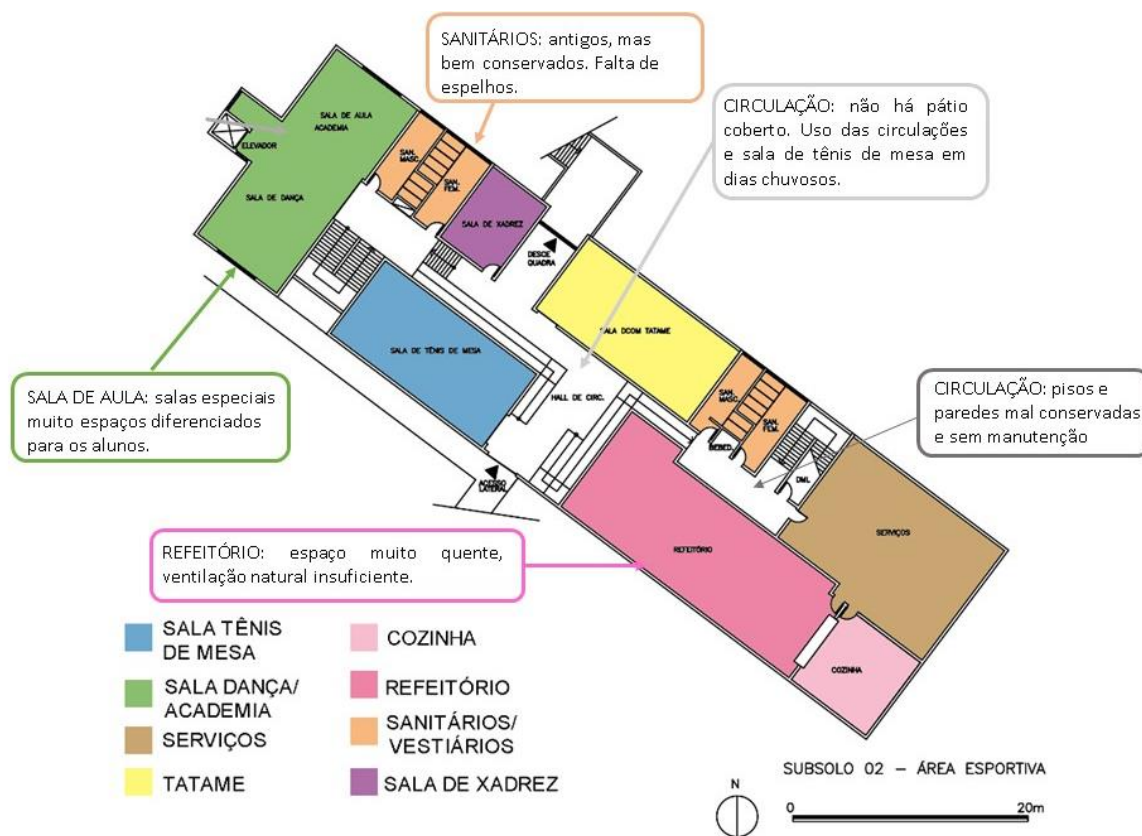 SANITÁRIOS: antigos, mas
bem conservados. Falta de
espelhos.
CIRCULAÇÃO: não há pátio
coberto. Uso das circulações
e sala de tênis de mesa em
dias chuvosos.
SALA DE AULA
ACADEMIA
ELEVADOR
SALA DE DANÇA
SAN.
MASC.
SAN.
FEM.
SALA DE XADREZ
DESCE
QUADRA
SALA DCOM TATAME
SALA DE TÊNIS DE MESA
HALL DE CIRC.
SALA DE AULA: salas especiais
muito espaços diferenciados
para os alunos.
CIRCULAÇÃO: pisos e
paredes mal conservadas
e sem manutenção
SAN.
MASC.
SAN.
FEM.
BEBED.
DML
ACESSO
LATERAL
SERVIÇOS
REFEITÓRIO
COZINHA
REFEITÓRIO: espaço muito quente,
ventilação natural insuficiente.
SALA TÊNIS
DE MESA
SALA DANÇA/
ACADEMIA
SERVIÇOS
TATAME
COZINHA
REFEITÓRIO
SANITÁRIOS/
VESTIÁRIOS
SALA DE XADREZ
SUBSOLO 02 – ÁREA ESPORTIVA
N
0 20m